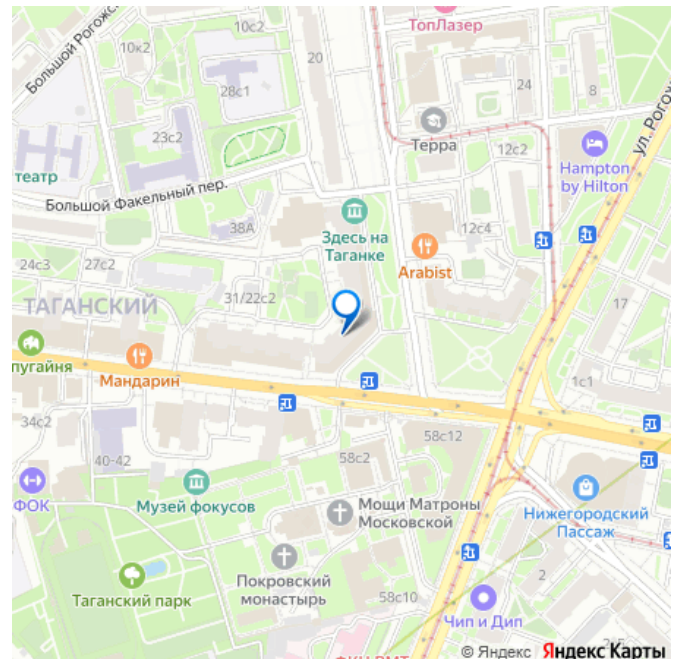 10с2
ТопЛазер
Большой Рогожск
10к2
20
28с1
24
8
ул. Рогож
23с2
Терра
12с2
театр
Hampton
by Hilton
Большой Факельный пер.
38А
Здесь на
Таганке
12с4
Arabist
24с3
27с2
ТАГАНСКИЙ
31/22с2
17
пугайня
Мандарин
1с1
34с2
40-42
58с12
58с2
ФОК
Музей фокусов
Мощи Матроны
Московской
Нижегородский
Пассаж
Покровский
монастырь
Таганский парк
58с10
2
Чип и Дип
© Яндекс Яндекс Карты